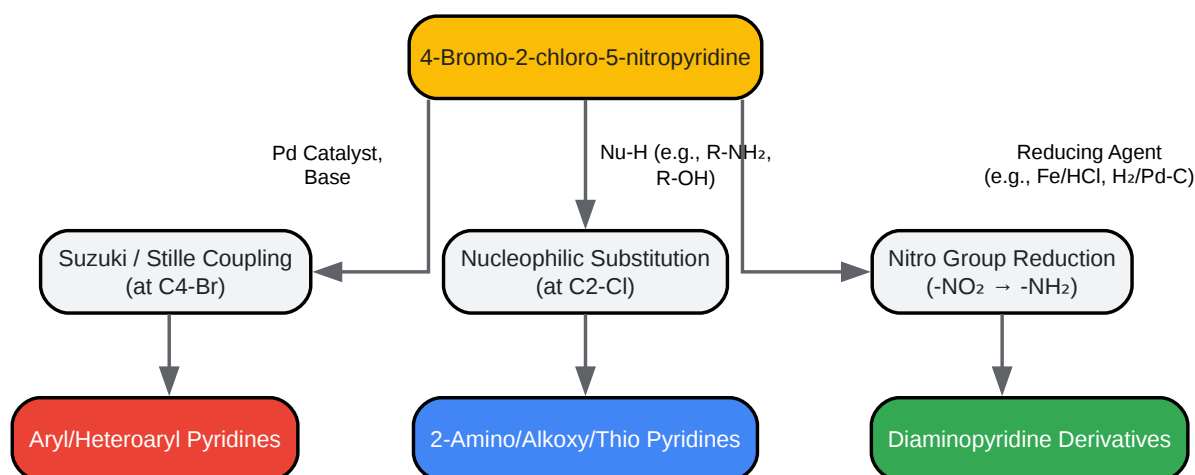 4-Bromo-2-chloro-5-nitropyridine
Pd Catalyst,
Base
Nu-H (e.g., R-NH₂,
R-OH)
Reducing Agent
(e.g., Fe/HCl, H₂/Pd-C)
Suzuki / Stille Coupling
(at C4-Br)
Nucleophilic Substitution
(at C2-Cl)
Nitro Group Reduction
(-NO₂ → -NH₂)
Aryl/Heteroaryl Pyridines
2-Amino/Alkoxy/Thio Pyridines
Diaminopyridine Derivatives